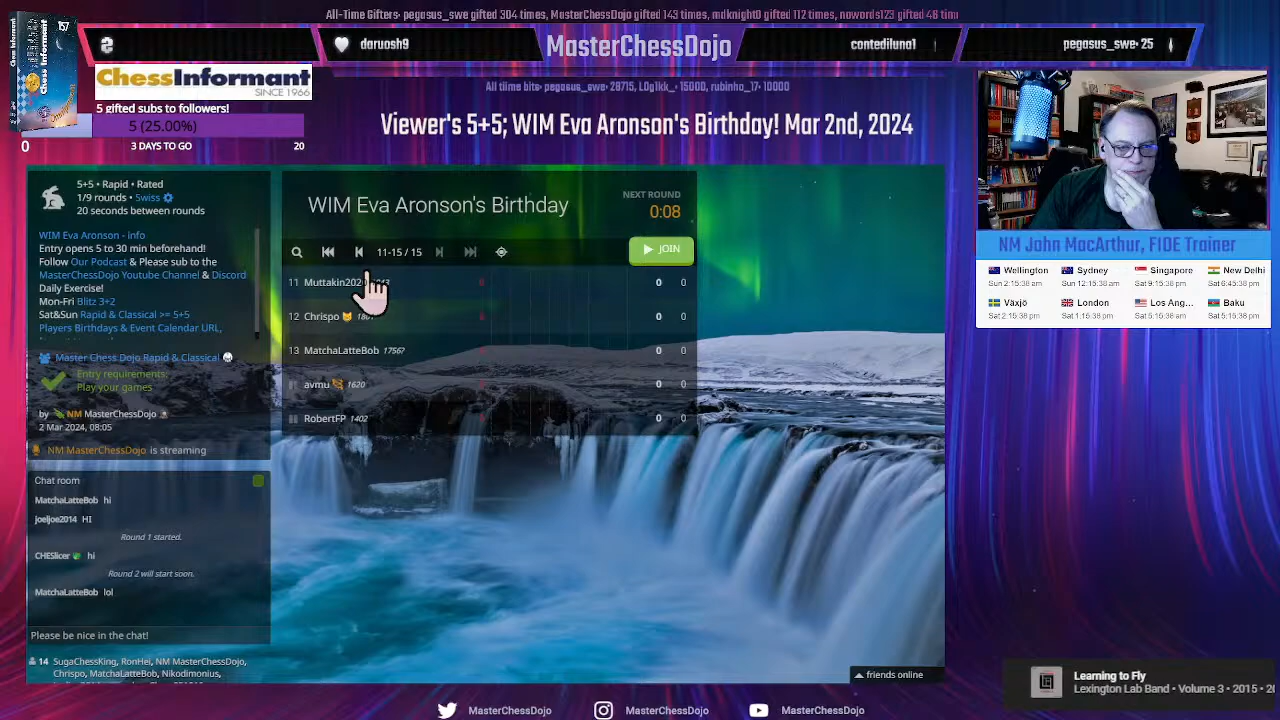 All-Time Gifters· pegasus_swe gifted 304 times, MasterChessDojo gifted 143 times, mdknight0 gifted 112 times, nowords123 gifted 46 time
daruosh9
MasterChessDojo
contediluna1
pegasus_swe· 25
ChessInformant
SINCE 1966
5 gifted subs to followers!
5 (25.00%)
0
3 DAYS TO GO
20
All time bits· pegasus_swe· 28715, L0g1kk_· 15000, rubinho_17· 10000
Viewer's 5+5; WIM Eva Aronson's Birthday! Mar 2nd, 2024
5+5 • Rapid • Rated
1/9 rounds • Swiss
20 seconds between rounds
WIM Eva Aronson - info
Entry opens 5 to 30 min beforehand!
Follow Our Podcast & Please sub to the
MasterChessDojo Youtube Channel & Discord
Daily Exercise!
Mon-Fri Blitz 3+2
Sat&Sun Rapid & Classical >= 5+5
Players Birthdays & Event Calendar URL,
Master Chess Dojo Rapid & Classical
Entry requirements:
Play your games
by NM MasterChessDojo
2 Mar 2024, 08:05
NM MasterChessDojo is streaming
Chat room
MatchaLatteBob hi
joeljoe2014 HI
Round 1 started.
CHESlicer hi
Round 2 will start soon.
MatchaLatteBob lol
Please be nice in the chat!
14 SugaChessKing, RonHei, NM MasterChessDojo,
Chrispo, MatchaLatteBob, Nikodimonius,
WIM Eva Aronson's Birthday
NEXT ROUND
0:08
11-15 / 15
JOIN
11 0 0
12 Chrispo 0 0
13 MatchaLatteBob 1756? 0 0
avmu 1620 0 0
RobertFP 1402 0 0
friends online
NM John MacArthur, FIDE Trainer
Wellington Sydney Singapore New Delhi
Sun 2:15:38 am Sun 12:15:38 am Sat 9:15:38 pm Sat 6:45:38 pm
Växjö London Los Ang... Baku
Sat 2:15:38 pm Sat 1:15:38 pm Sat 5:15:38 am Sat 5:15:38 pm
Learning to Fly
Lexington Lab Band • Volume 3 • 2015 • 20
MasterChessDojo MasterChessDojo MasterChessDojo